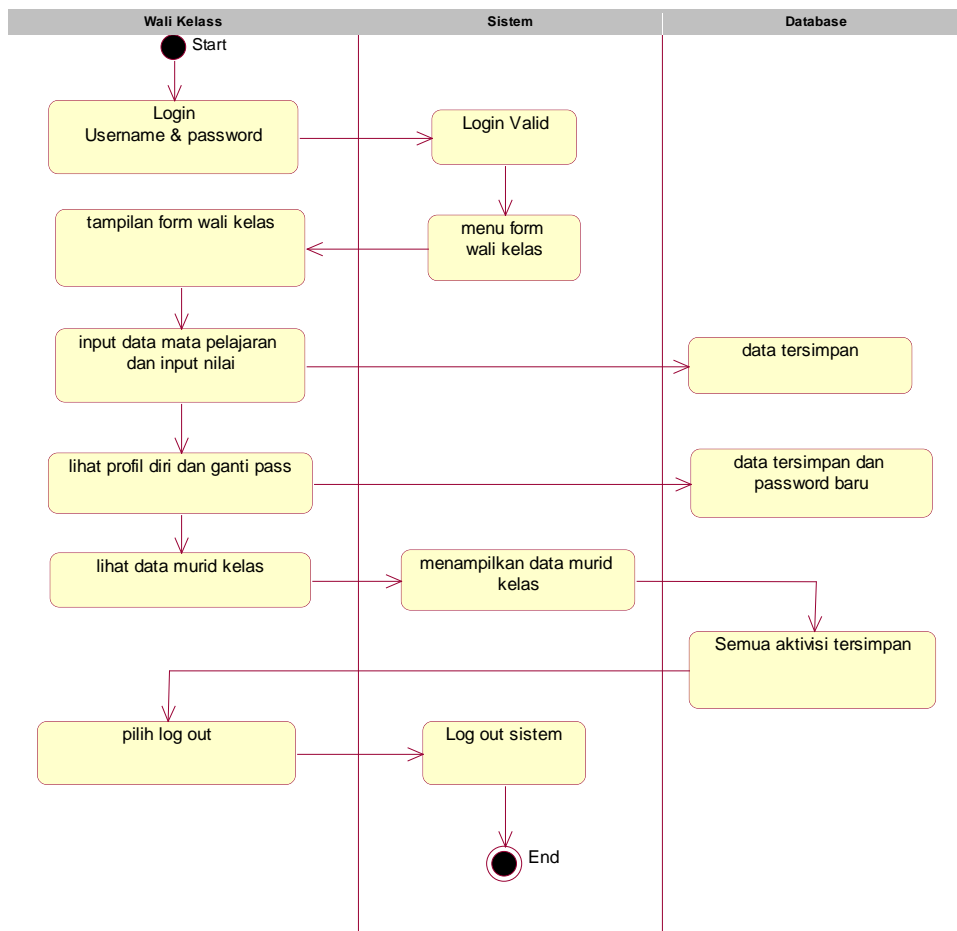 Wali Kelass
Sistem
Database
Start
Login
Username & password
Login Valid
tampilan form wali kelas
menu form
wali kelas
input data mata pelajaran
dan input nilai
data tersimpan
lihat profil diri dan ganti pass
data tersimpan dan
password baru
lihat data murid kelas
menampilkan data murid
kelas
Semua aktivisi tersimpan
pilih log out
Log out sistem
End